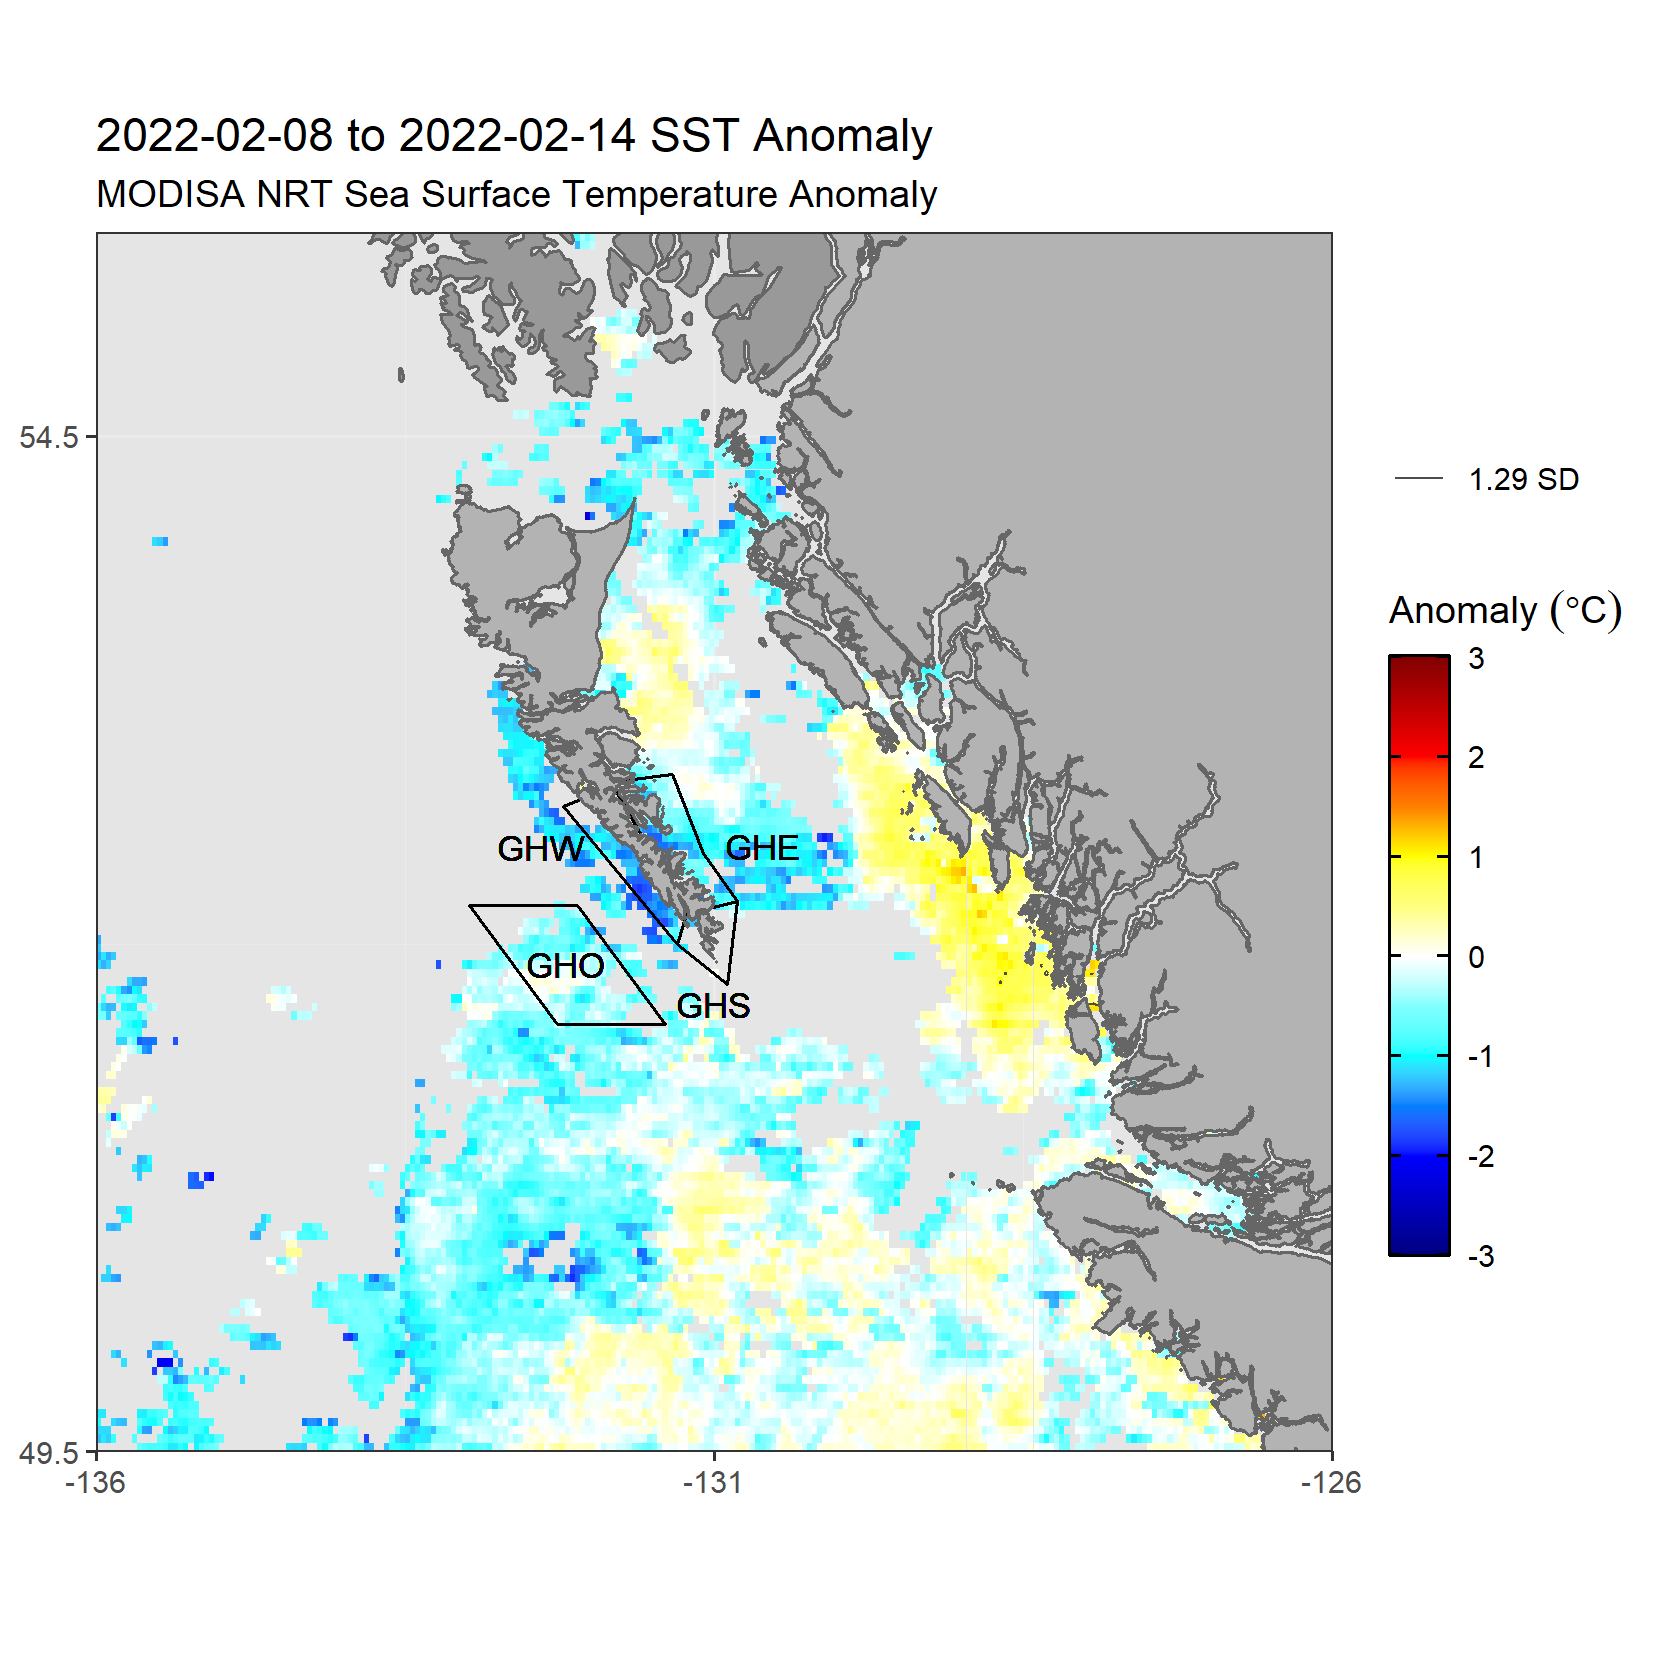 2022-02-08 to 2022-02-14 SST Anomaly
MODISA NRT Sea Surface Temperature Anomaly
54.5
49.5
-136
-131
-126
GHW
GHE
GHO
GHS
1.29 SD
Anomaly (°C)
3
2
1
0
-1
-2
-3